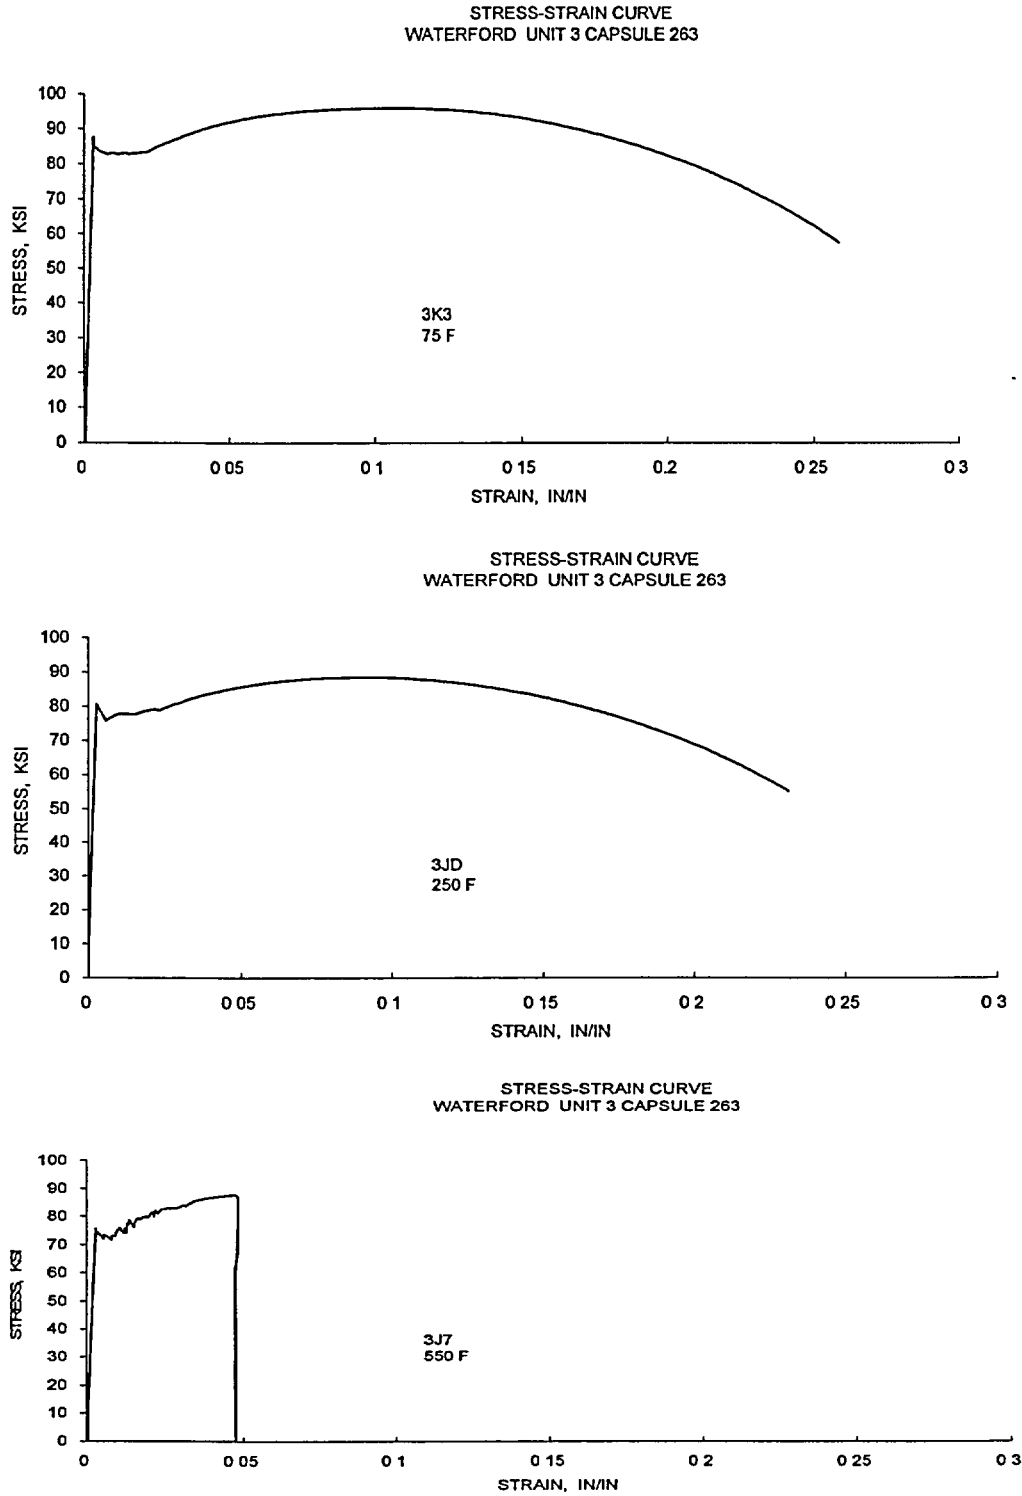 STRESS-STRAIN CURVE
WATERFORD UNIT 3 CAPSULE 263
100
90
80
70
60
50
40
30
20
10
0
STRESS, KSI
3K3
75 F
0 0 05 0 1 0 15 0.2 0 25 0 3
STRAIN, IN/IN
STRESS-STRAIN CURVE
WATERFORD UNIT 3 CAPSULE 263
100
90
80
70
60
50
40
30
20
10
0
STRESS, KSI
3JD
250 F
0 0 05 0 1 0 15 0 2 0 25 0 3
STRAIN, IN/IN
STRESS-STRAIN CURVE
WATERFORD UNIT 3 CAPSULE 263
100
90
80
70
60
50
40
30
20
10
0
STRESS, KSI
3J7
550 F
0 0 05 0 1 0 15 0 2 0 25 0 3
STRAIN, IN/IN